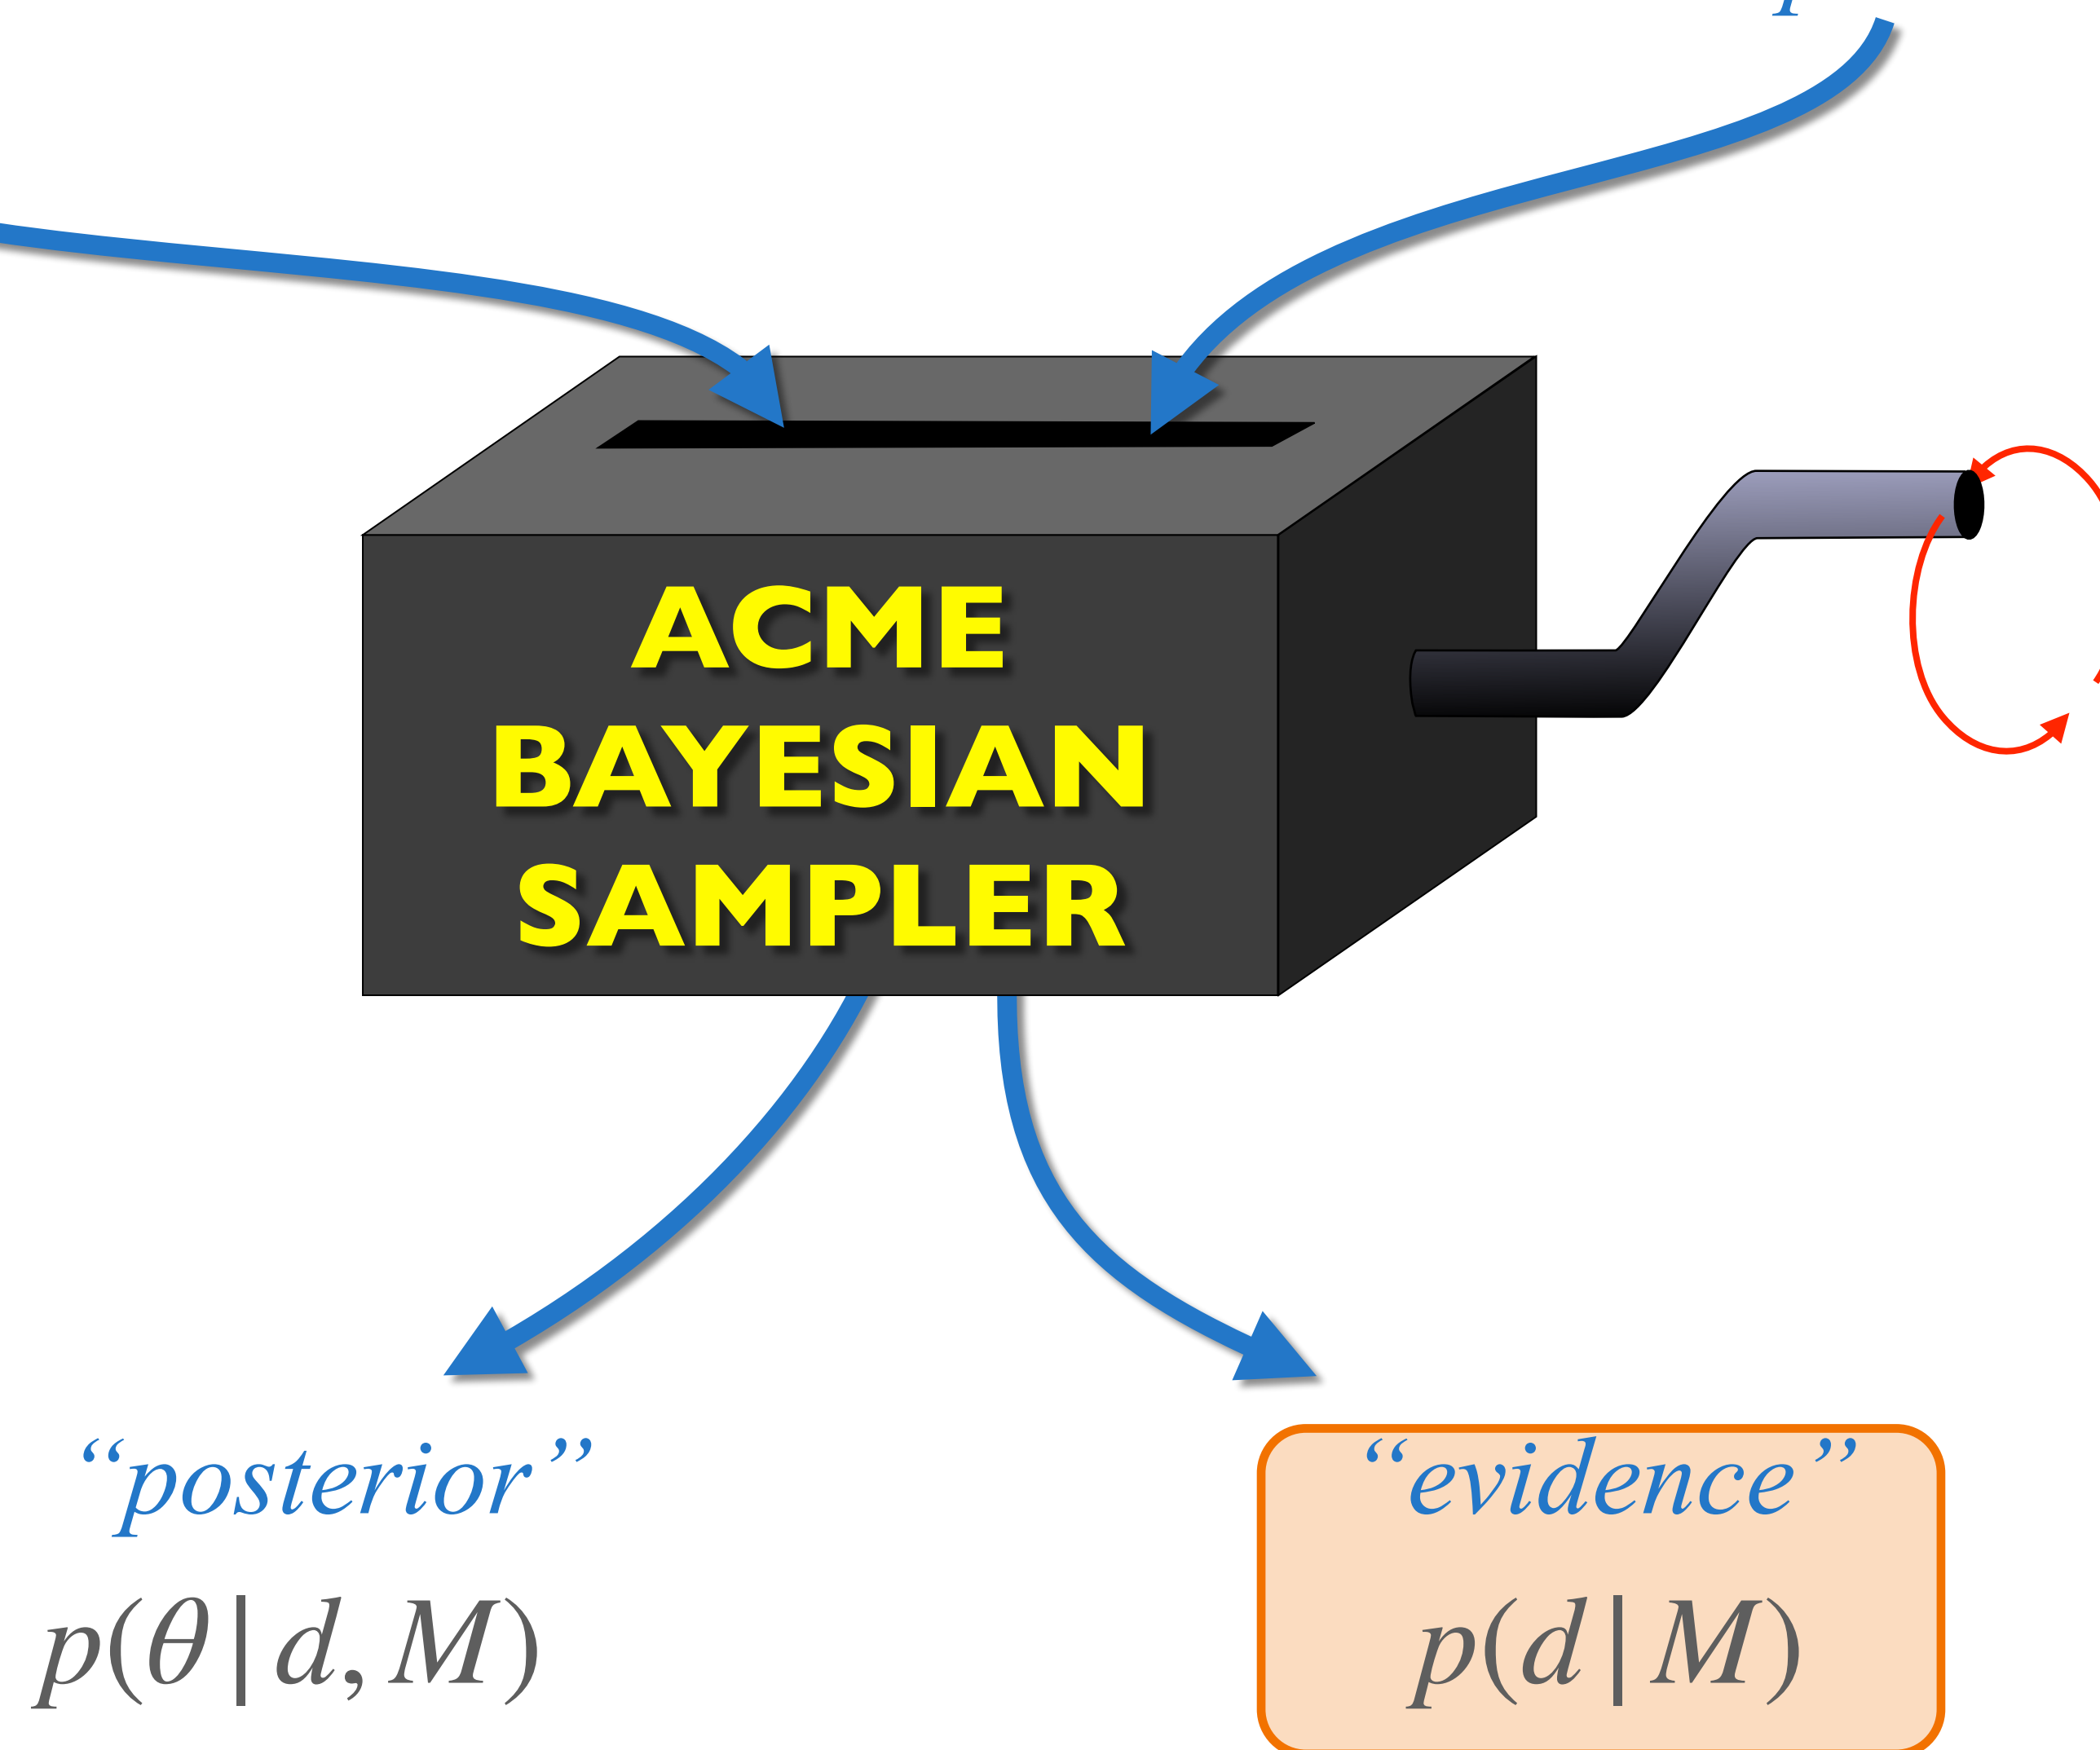 ACME
BAYESIAN
SAMPLER
“posterior”
“evidence”
p(θ | d, M)
p(d | M)